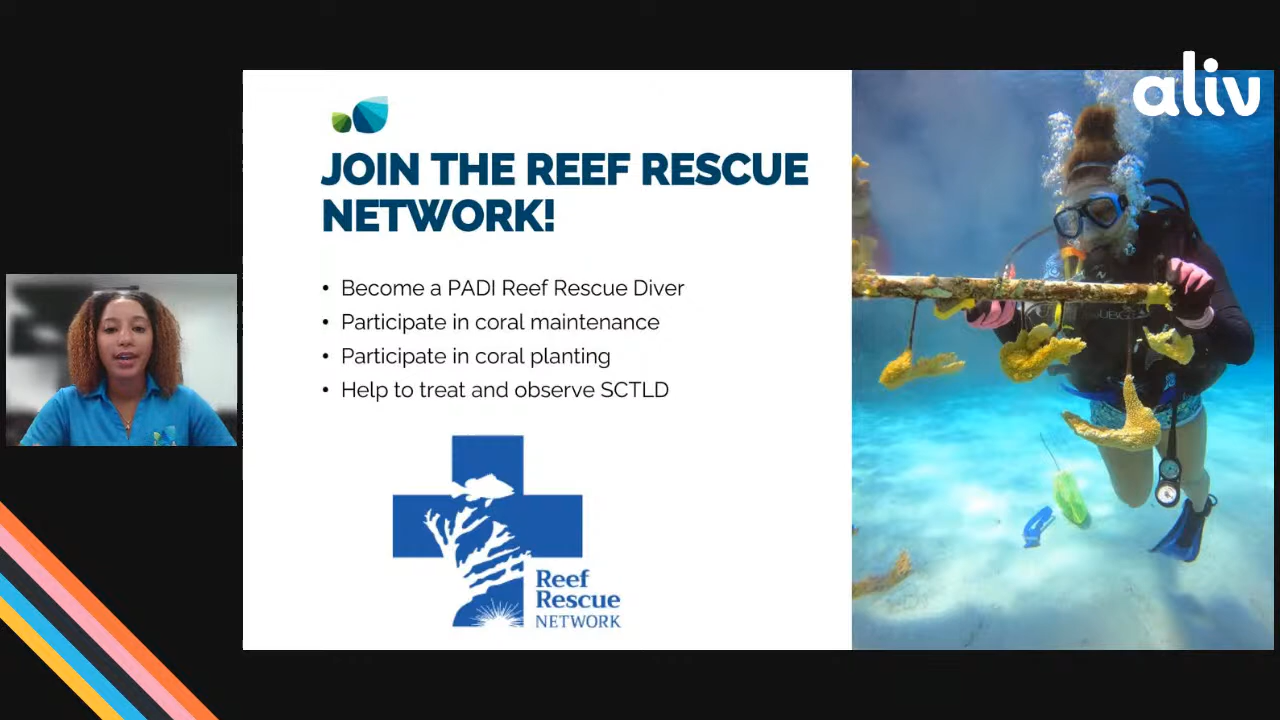 aliv
JOIN THE REEF RESCUE
NETWORK!
• Become a PADI Reef Rescue Diver
• Participate in coral maintenance
• Participate in coral planting
• Help to treat and observe SCTLD
Reef
Rescue
NETWORK